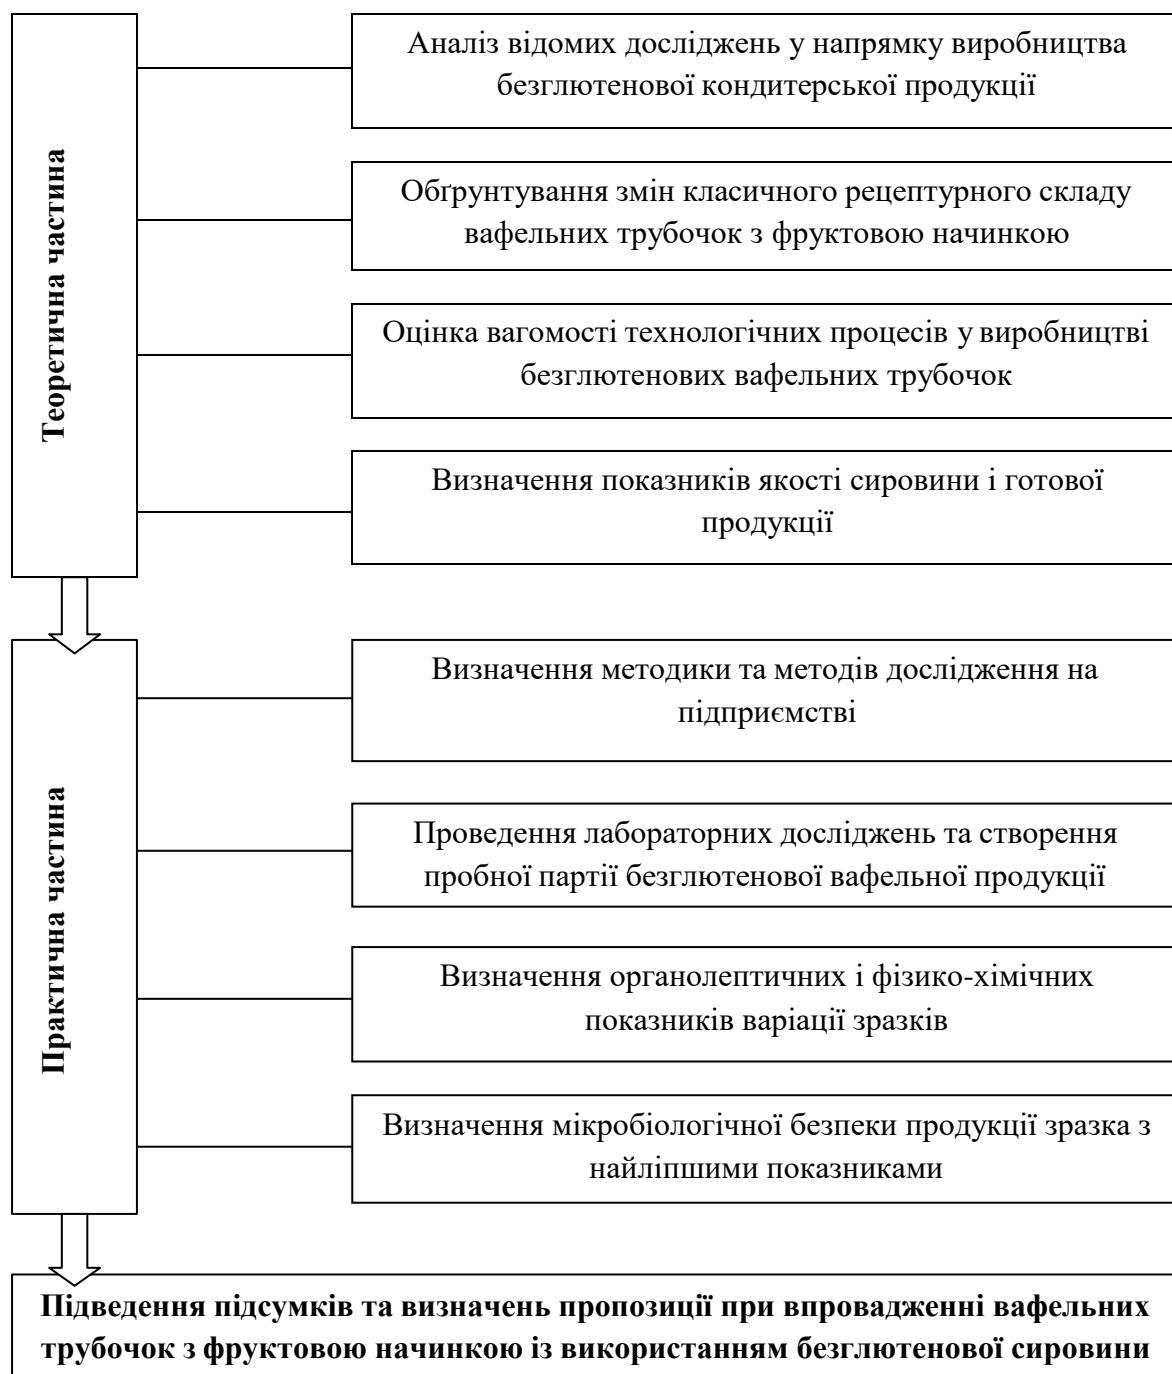 Теоретична частина
Аналіз відомих досліджень у напрямку виробництва
безглютенової кондитерської продукції
Обґрунтування змін класичного рецептурного складу
вафельних трубочок з фруктовою начинкою
Оцінка вагомості технологічних процесів у виробництві
безглютенових вафельних трубочок
Визначення показників якості сировини і готової
продукції
Практична частина
Визначення методики та методів дослідження на
підприємстві
Проведення лабораторних досліджень та створення
пробної партії безглютенової вафельної продукції
Визначення органолептичних і фізико-хімічних
показників варіації зразків
Визначення мікробіологічної безпеки продукції зразка з
найліпшими показниками
Підведення підсумків та визначень пропозиції при впровадженні вафельних
трубочок з фруктовою начинкою із використанням безглютенової сировини